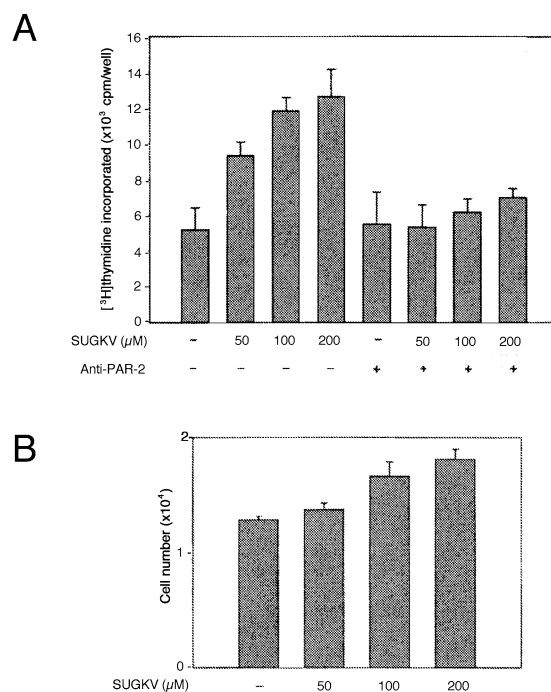 A
[³H]thymidine incorporated (x10³ cpm/well)
16
14
12
10
8
6
4
2
0
SUGKV (µM) – 50 100 200 – 50 100 200
Anti-PAR-2 – – – – + + + +
B
Cell number (x10⁴)
2
1
0
SUGKV (µM) – 50 100 200